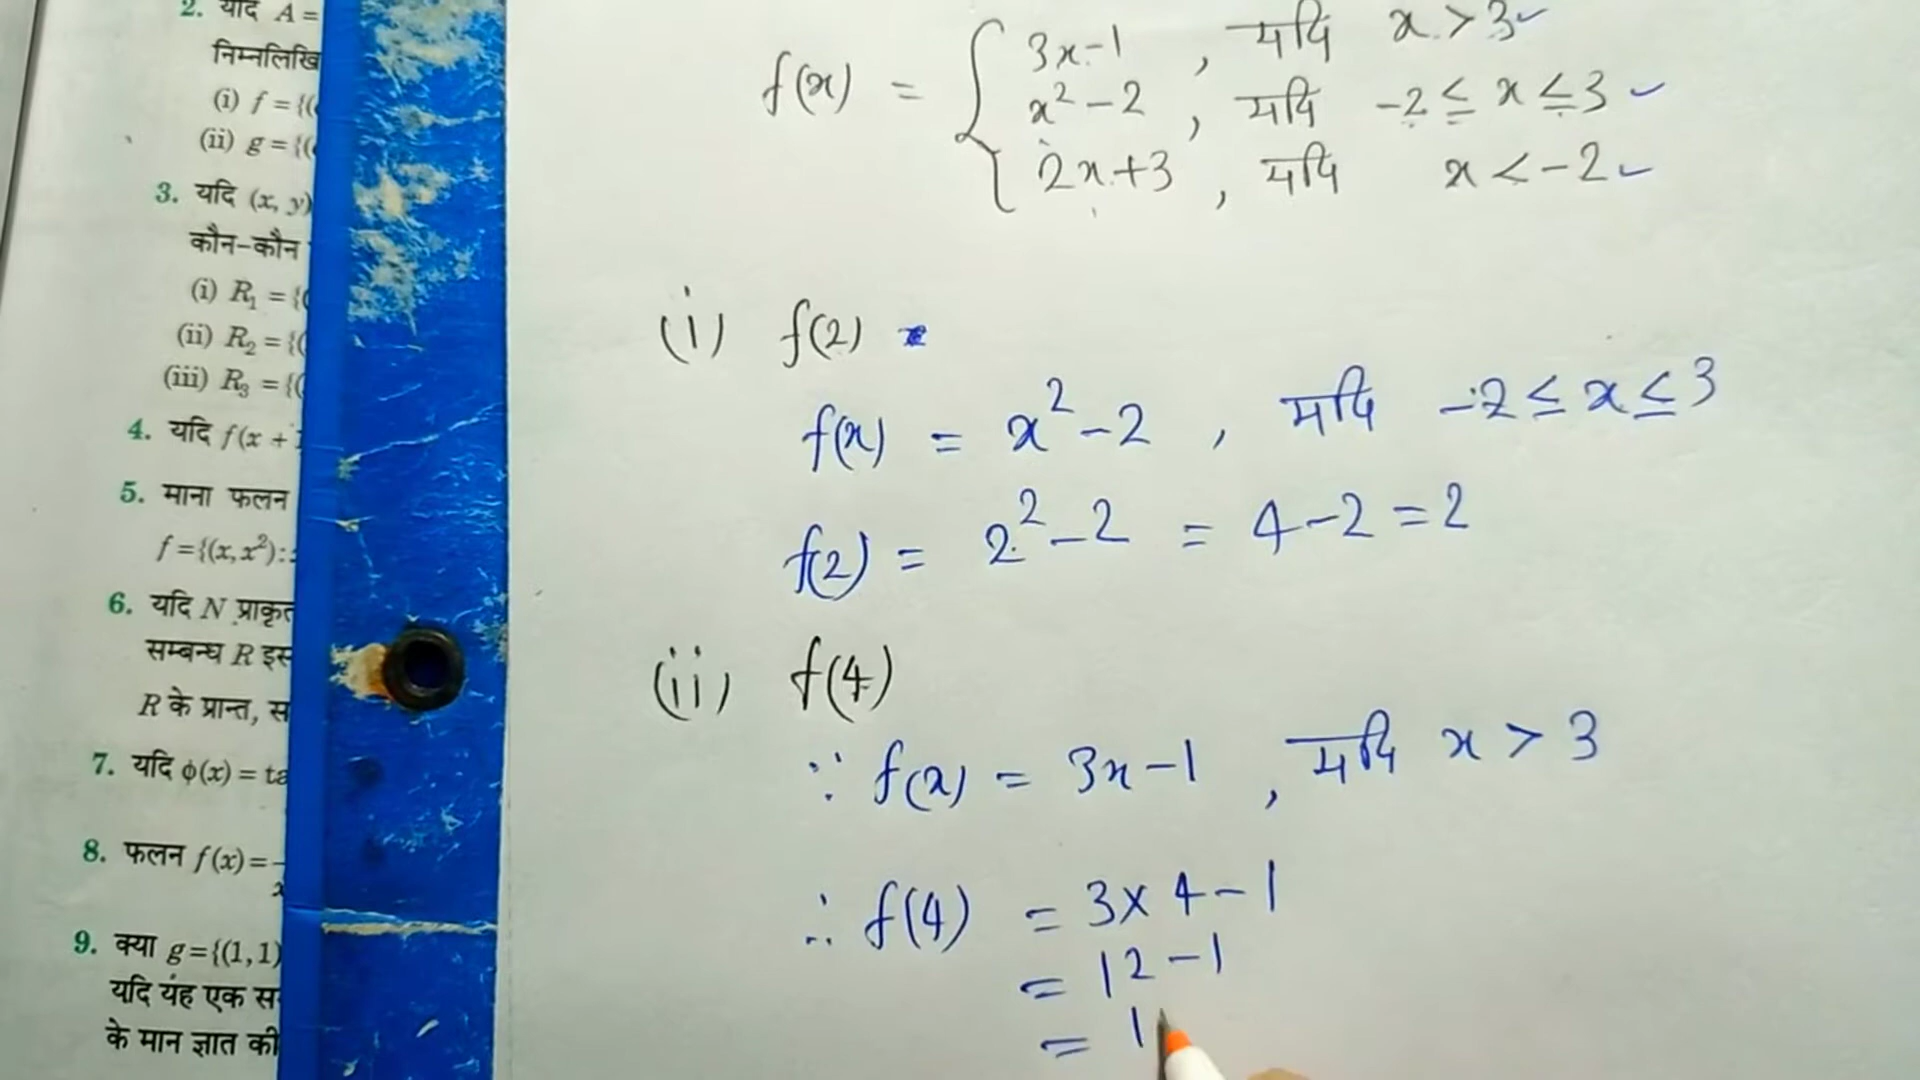 2. यदि A =
निम्नलिखि
(i) f = {(
(ii) g = {(
3. यदि (x, y)
कौन-कौन
(i) R₁ = {(
(ii) R₂ = {(
(iii) R₃ = {(
4. यदि f(x +
5. माना फलन
f = {(x, x²) :
6. यदि N प्राकृत
सम्बन्ध R इस
R के प्रान्त, स
7. यदि φ(x) = ta
8. फलन f(x) =
9. क्या g = {(1, 1)
यदि यह एक स
के मान ज्ञात की
f(x) = { 3x-1 , यदि x > 3
x² - 2 , यदि -2 ≤ x ≤ 3
2x+3 , यदि x < -2
(i) f(2)
f(x) = x² - 2 , यदि -2 ≤ x ≤ 3
f(2) = 2² - 2 = 4 - 2 = 2
(ii) f(4)
∵ f(x) = 3x - 1 , यदि x > 3
∴ f(4) = 3 × 4 - 1
= 12 - 1
= 1